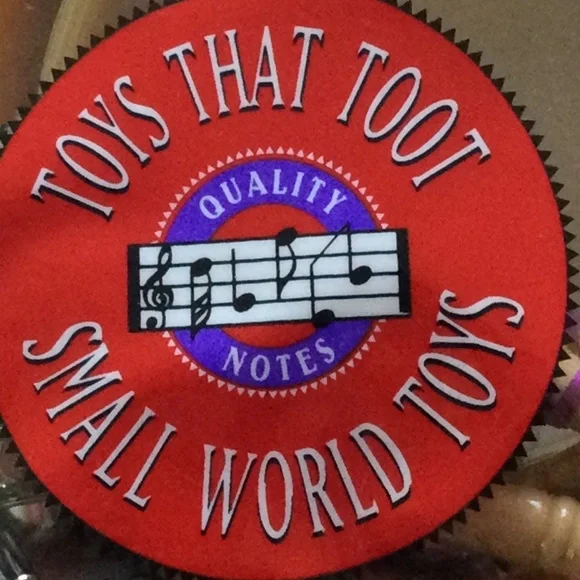 TOYS THAT TOOT
QUALITY
NOTES
SMALL WORLD TOYS